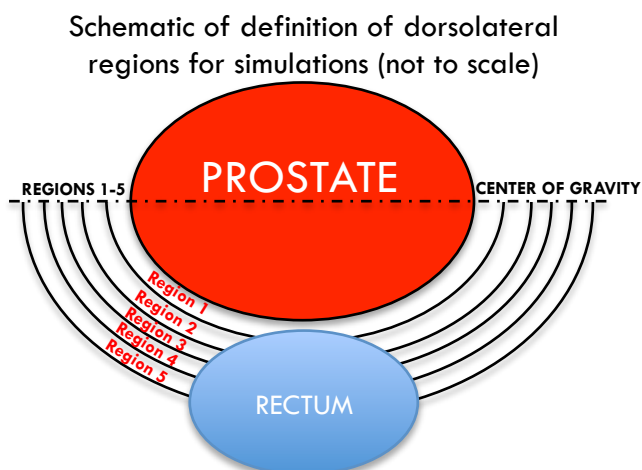 Schematic of definition of dorsolateral
regions for simulations (not to scale)
PROSTATE
REGIONS 1-5
CENTER OF GRAVITY
Region 1
Region 2
Region 3
Region 4
Region 5
RECTUM